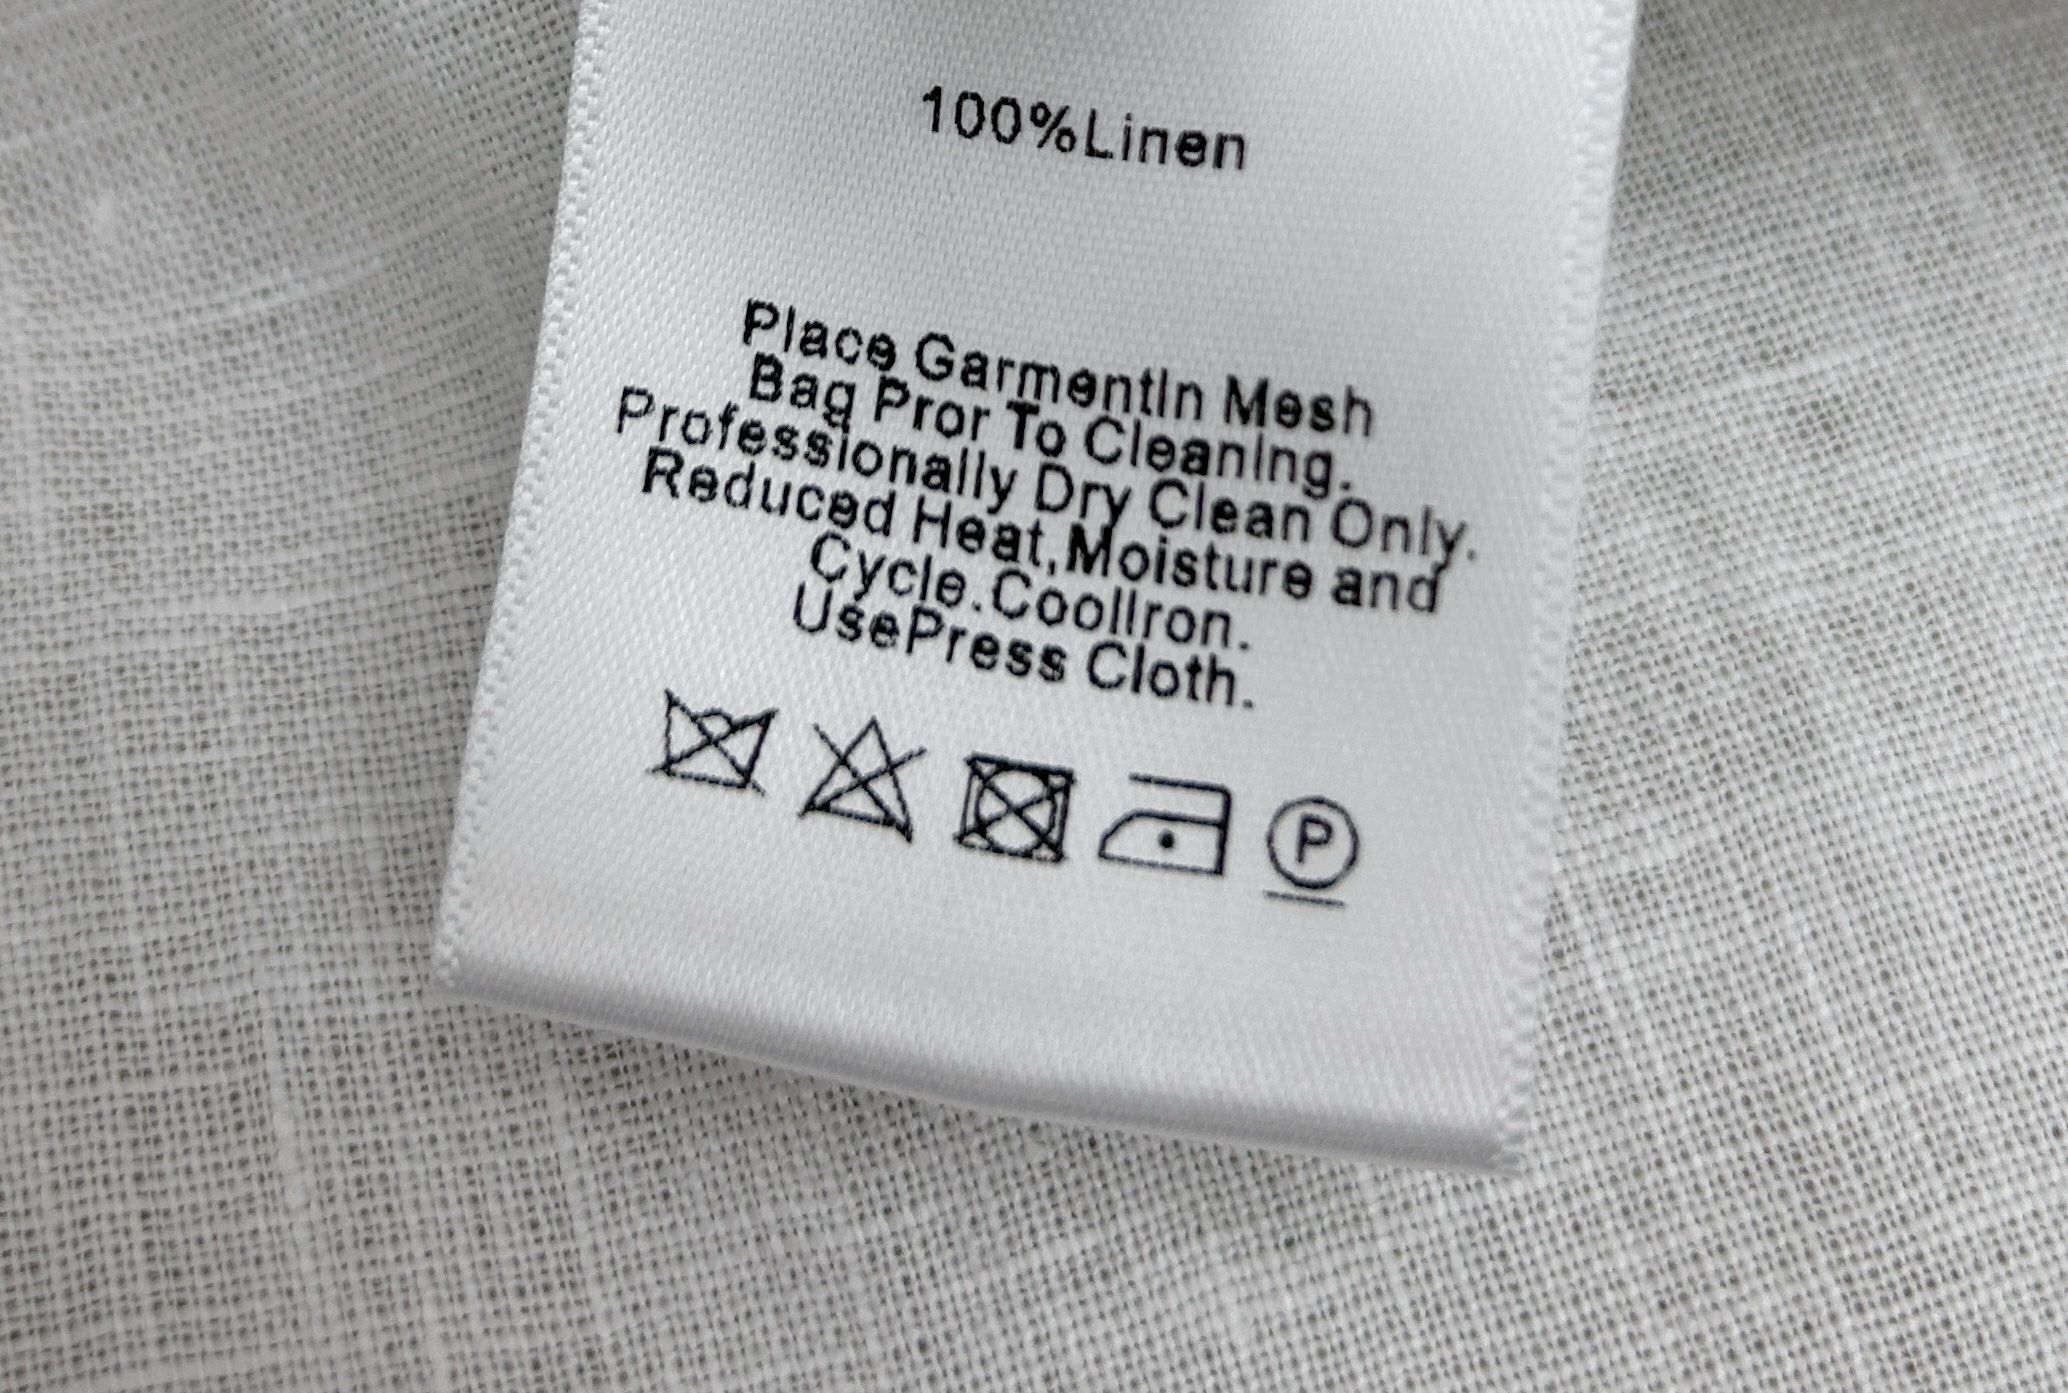 100%Linen
Place GarmentIn Mesh
Bag Pror To Cleaning.
Professionally Dry Clean Only.
Reduced Heat,Moisture and
Cycle.CoolIron.
UsePress Cloth.
P